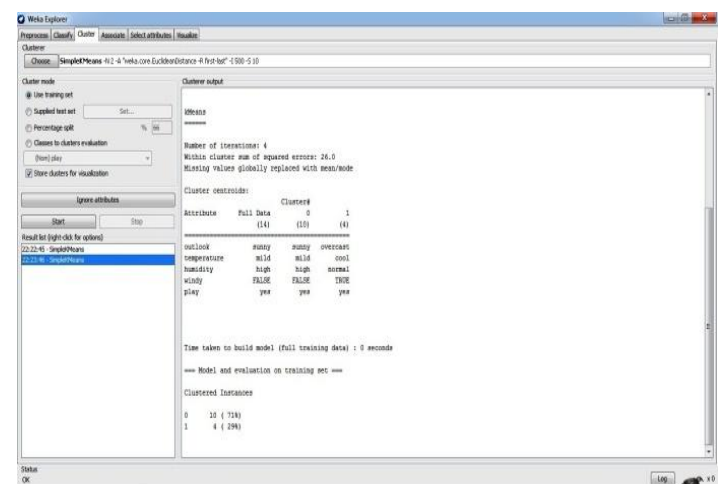 Weka Explorer
Preprocess Classify Cluster Associate Select attributes Visualize
Clusterer
Choose SimpleKMeans -N 2 -A "weka.core.EuclideanDistance -R first-last" -I 500 -S 10
Cluster mode
Use training set
Supplied test set Set...
Percentage split % 66
Classes to clusters evaluation
(Nom) play
Store clusters for visualization
Ignore attributes
Start Stop
Result list (right-click for options)
22:22:45 - SimpleKMeans
22:23:46 - SimpleKMeans
Clusterer output
kMeans
======
Number of iterations: 4
Within cluster sum of squared errors: 26.0
Missing values globally replaced with mean/mode
Cluster centroids:
Cluster#
Attribute Full Data 0 1
(14) (10) (4)
outlook sunny sunny overcast
temperature mild mild cool
humidity high high normal
windy FALSE FALSE TRUE
play yes yes yes
Time taken to build model (full training data) : 0 seconds
=== Model and evaluation on training set ===
Clustered Instances
0 10 ( 71%)
1 4 ( 29%)
Status
OK
Log x 0